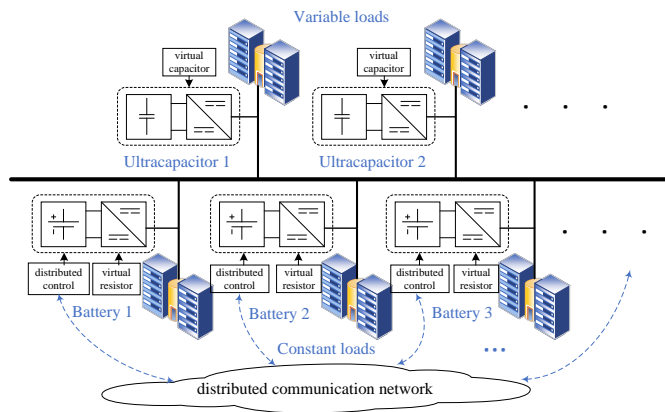 Variable loads
virtual
capacitor
virtual
capacitor
Ultracapacitor 1
Ultracapacitor 2
. . .
. . .
distributed
control
virtual
resistor
distributed
control
virtual
resistor
distributed
control
virtual
resistor
Battery 1
Battery 2
Battery 3
Constant loads
...
distributed communication network